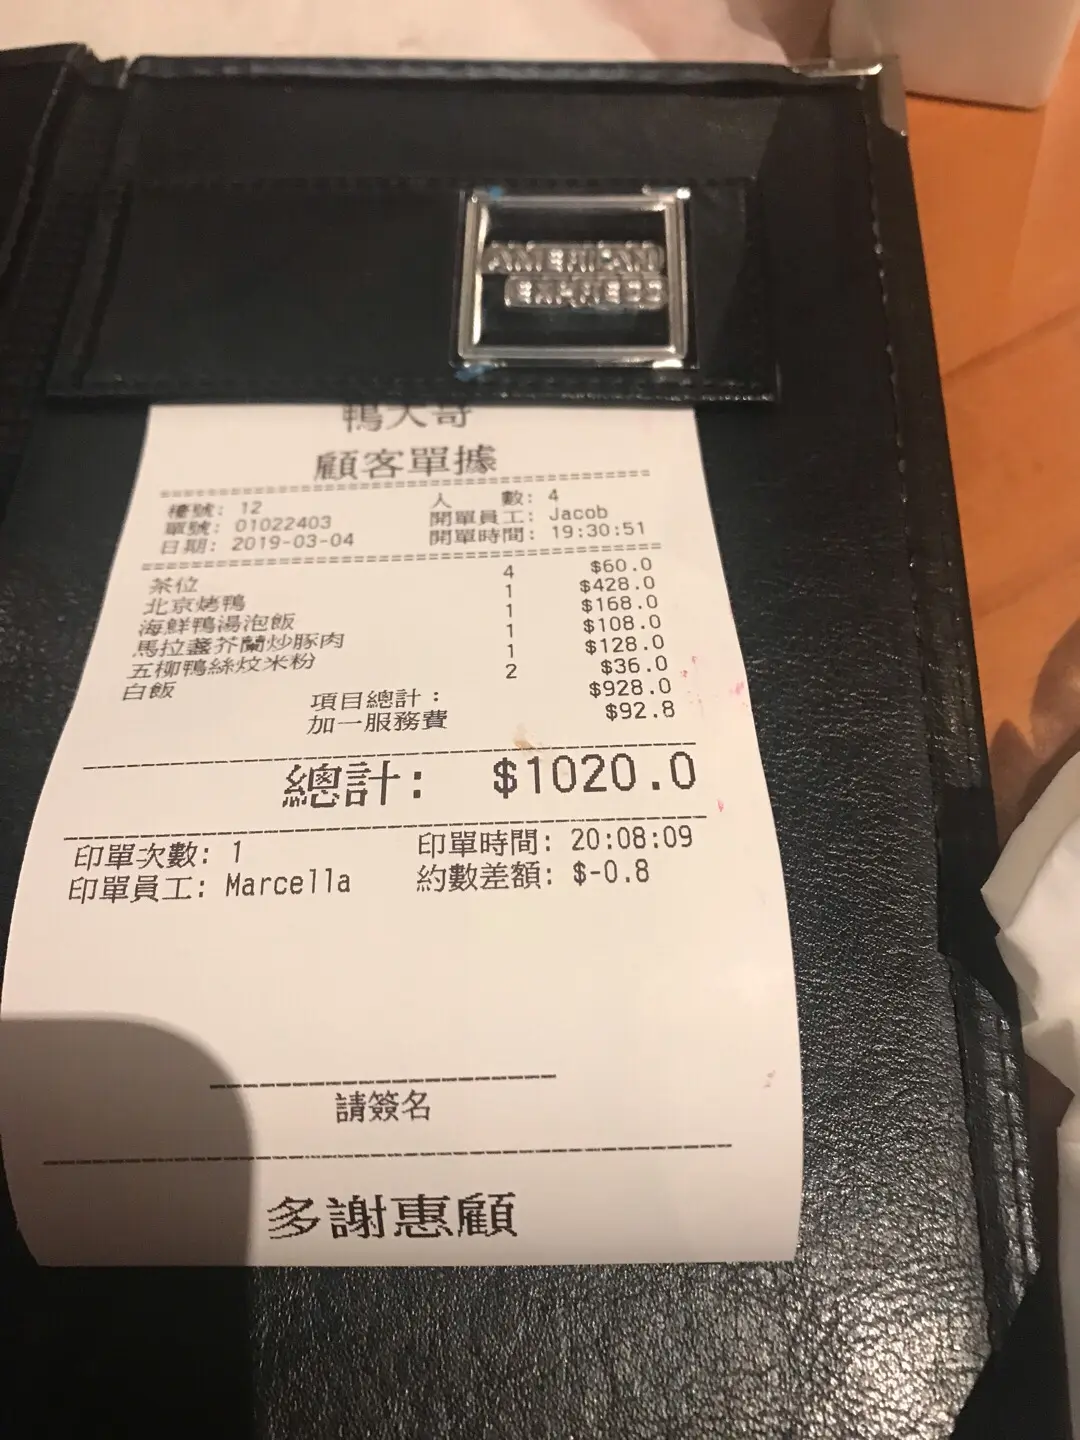 AMERICAN
EXPRESS
鴨大哥
顧客單據
檯號: 12 人 數: 4
單號: 01022403 開單員工: Jacob
日期: 2019-03-04 開單時間: 19:30:51
茶位 4 $60.0
北京烤鴨 1 $428.0
海鮮鴨湯泡飯 1 $168.0
馬拉盞芥蘭炒豚肉 1 $108.0
五柳鴨絲炆米粉 1 $128.0
白飯 2 $36.0
項目總計: $928.0
加一服務費 $92.8
總計: $1020.0
印單次數: 1 印單時間: 20:08:09
印單員工: Marcella 約數差額: $-0.8
請簽名
多謝惠顧